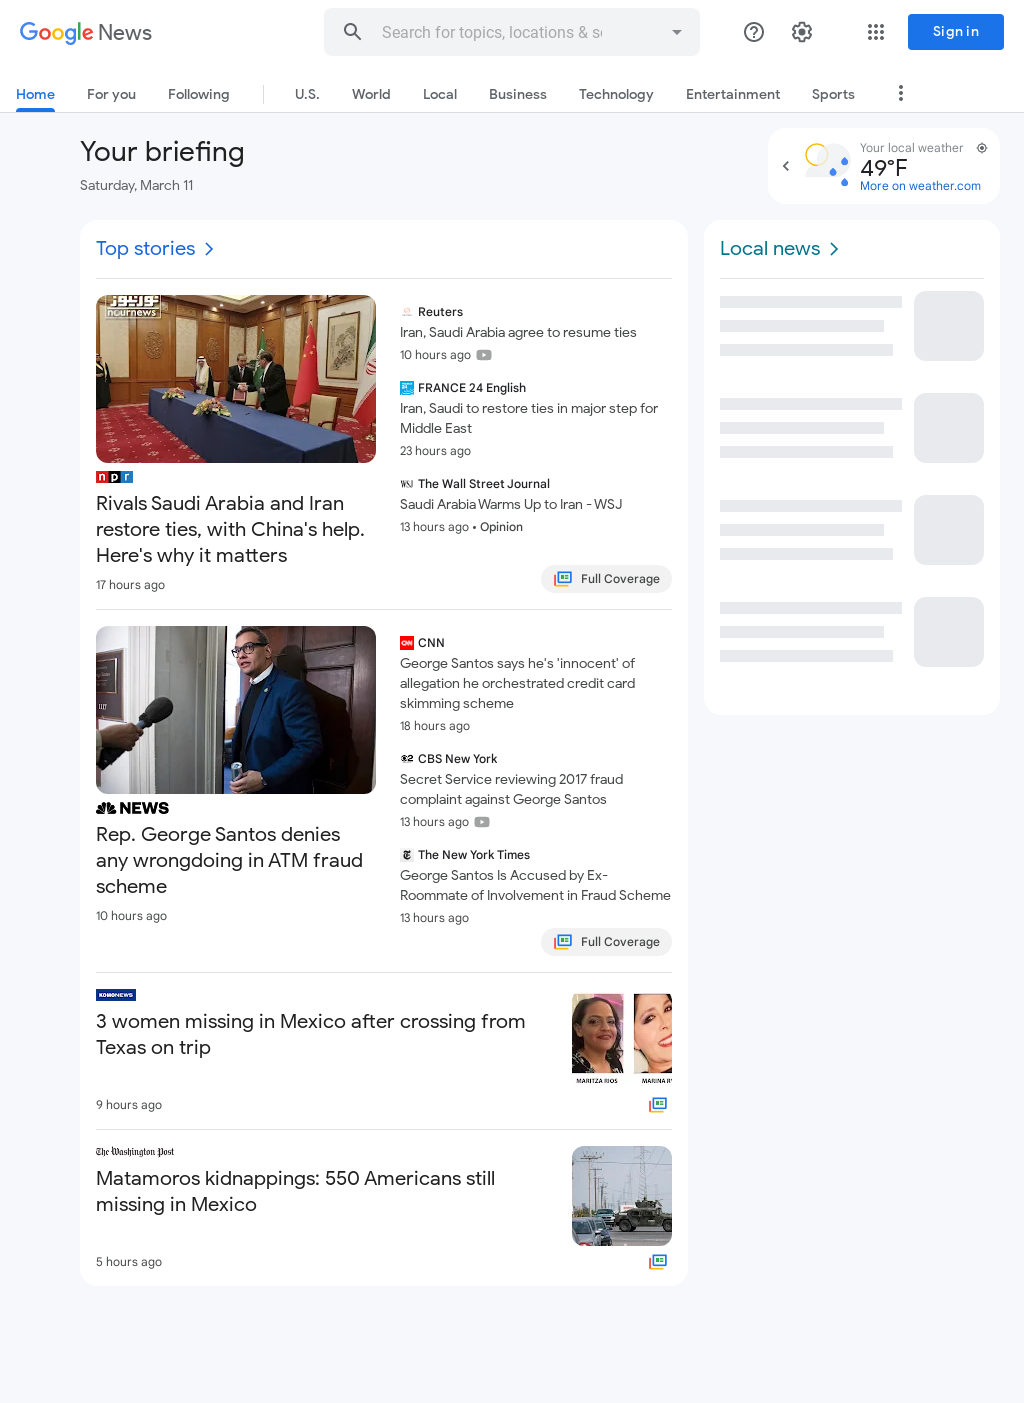 Google News
Search for topics, locations & so
Sign in
Home
For you
Following
U.S.
World
Local
Business
Technology
Entertainment
Sports
Your briefing
Saturday, March 11
Your local weather
49°F
More on weather.com
Top stories
nournews
npr
Rivals Saudi Arabia and Iran
restore ties, with China's help.
Here's why it matters
17 hours ago
Reuters
Iran, Saudi Arabia agree to resume ties
10 hours ago
FRANCE 24 English
Iran, Saudi to restore ties in major step for
Middle East
23 hours ago
WSJ The Wall Street Journal
Saudi Arabia Warms Up to Iran - WSJ
13 hours ago • Opinion
Full Coverage
NEWS
Rep. George Santos denies
any wrongdoing in ATM fraud
scheme
10 hours ago
CNN CNN
George Santos says he's 'innocent' of
allegation he orchestrated credit card
skimming scheme
18 hours ago
CBS New York
Secret Service reviewing 2017 fraud
complaint against George Santos
13 hours ago
The New York Times
George Santos Is Accused by Ex-
Roommate of Involvement in Fraud Scheme
13 hours ago
Full Coverage
KOMONEWS
3 women missing in Mexico after crossing from
Texas on trip
9 hours ago
MARITZA RIOS
MARINA R
The Washington Post
Matamoros kidnappings: 550 Americans still
missing in Mexico
5 hours ago
Local news